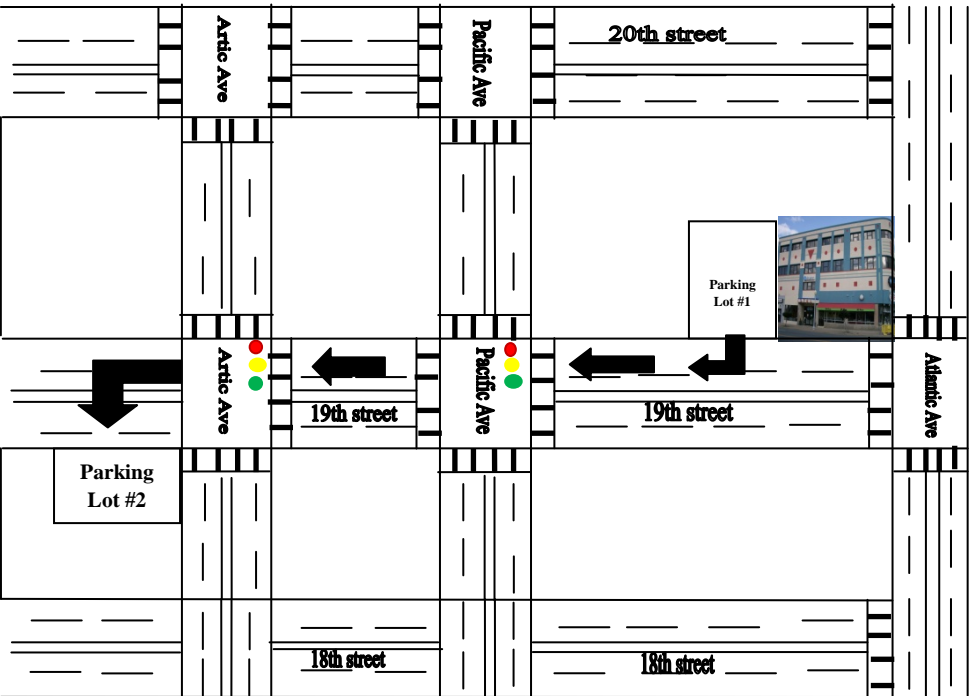 Artic Ave
Pacific Ave
20th street
Parking
Lot #1
Artic Ave
Pacific Ave
Atlantic Ave
19th street
19th street
Parking
Lot #2
18th street
18th street